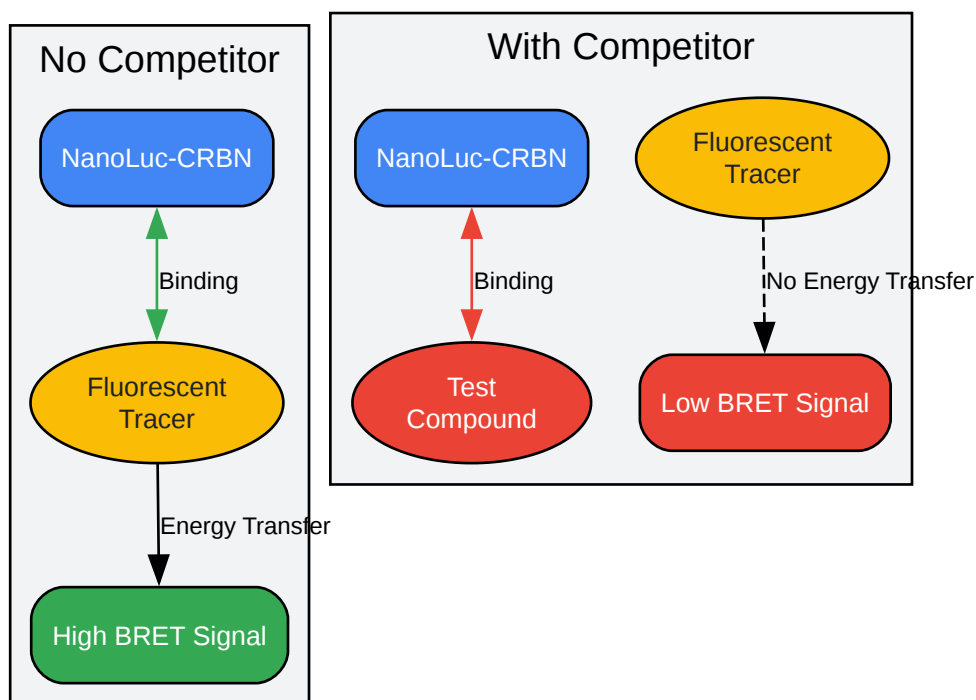 No Competitor
NanoLuc-CRBN
Binding
Fluorescent
Tracer
Energy Transfer
High BRET Signal
With Competitor
NanoLuc-CRBN
Binding
Test
Compound
Fluorescent
Tracer
No Energy Transfer
Low BRET Signal